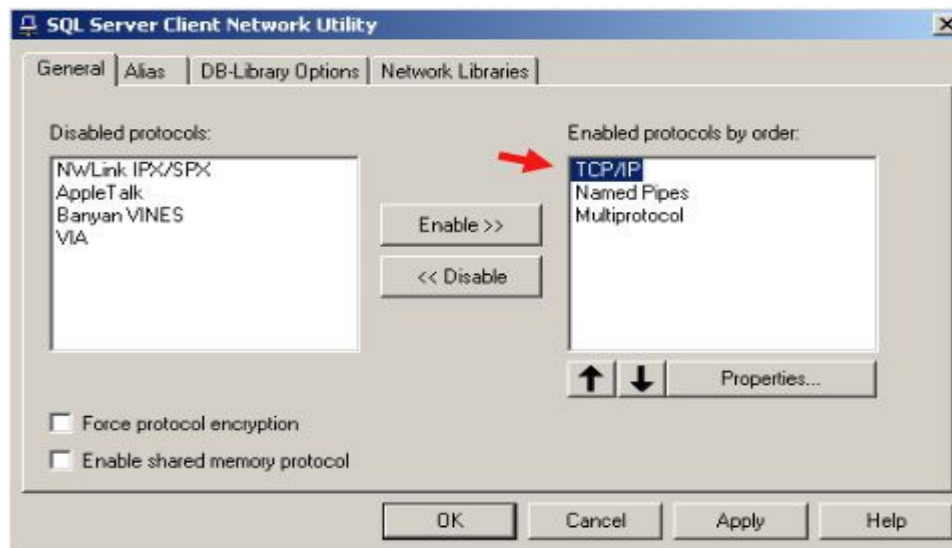 SQL Server Client Network Utility
General
Alias
DB-Library Options
Network Libraries
Disabled protocols:
NWLink IPX/SPX
AppleTalk
Banyan VINES
VIA
Enable >>
<< Disable
Enabled protocols by order:
TCP/IP
Named Pipes
Multiprotocol
Properties...
Force protocol encryption
Enable shared memory protocol
OK
Cancel
Apply
Help